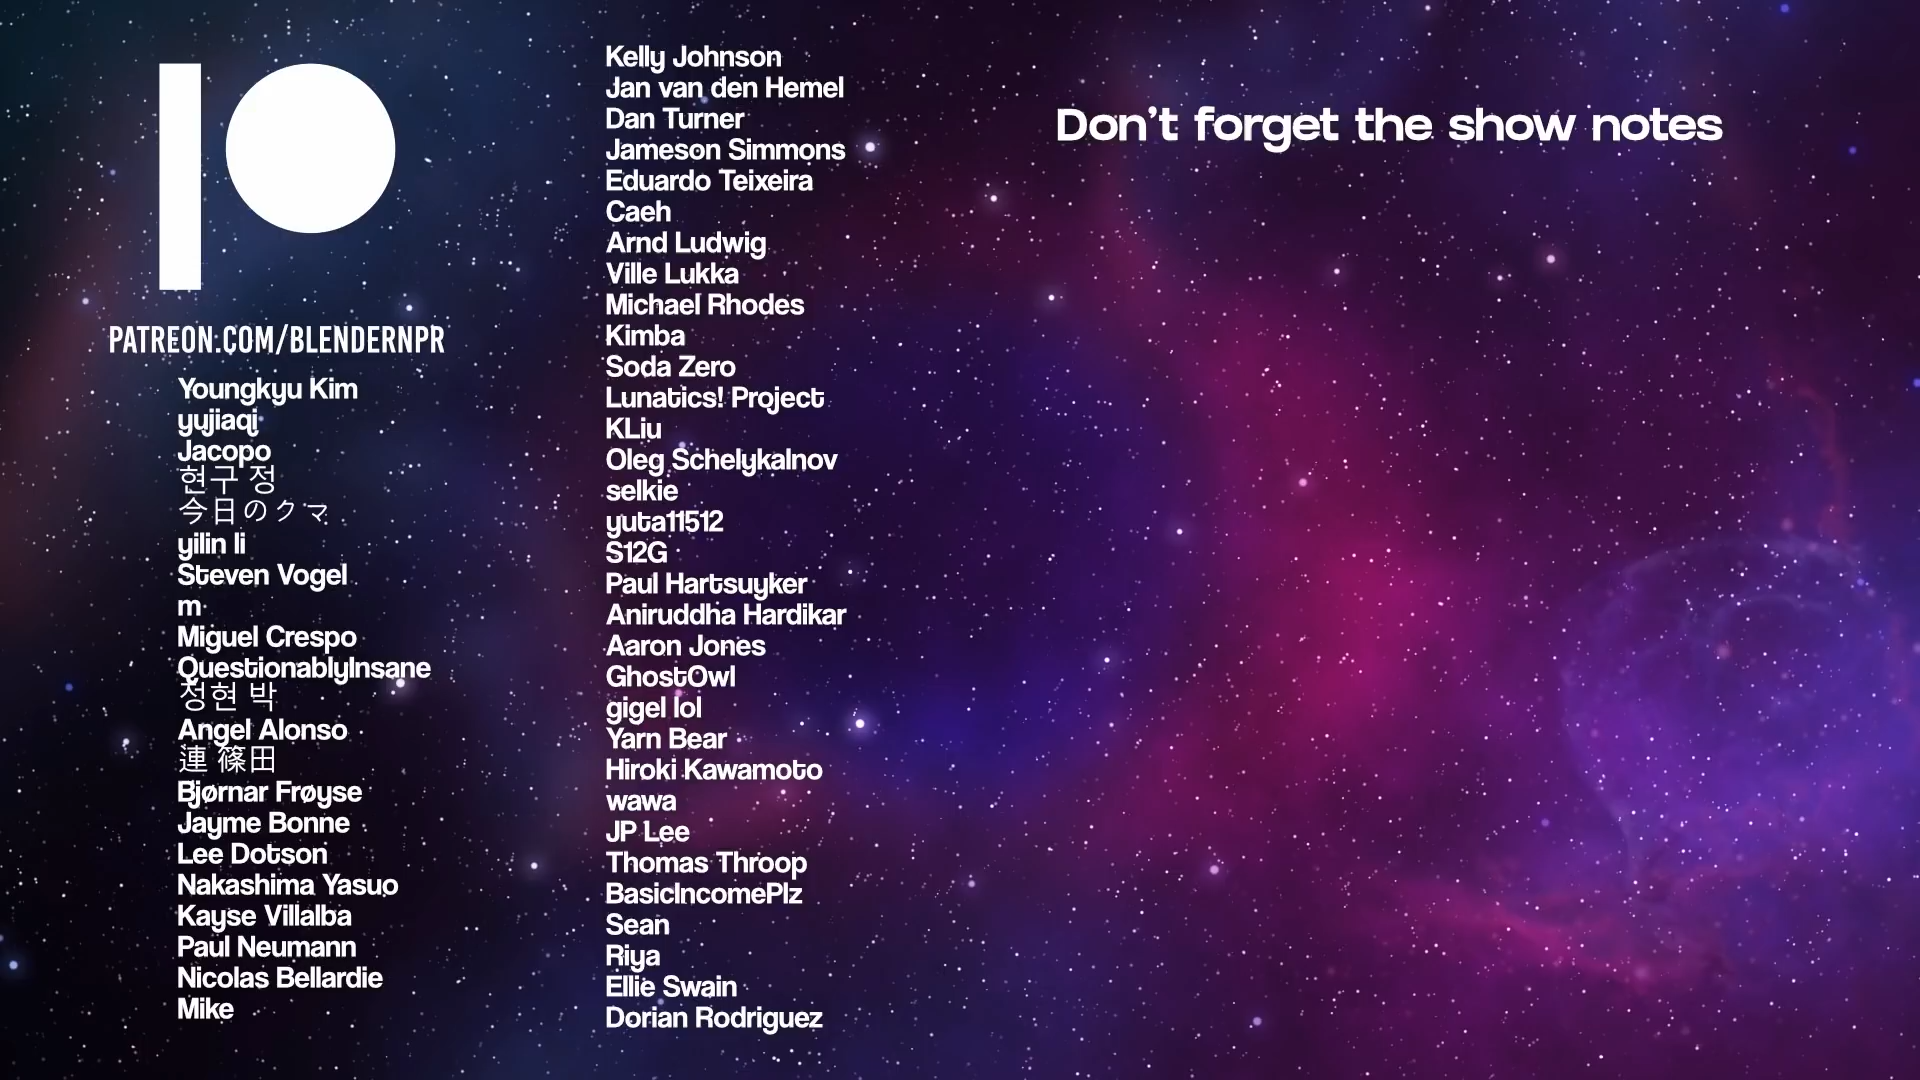 PATREON.COM/BLENDERNPR
Youngkyu Kim
yujiaqi
Jacopo
현구 정
今日のクマ
yilin li
Steven Vogel
m
Miguel Crespo
QuestionablyInsane
정현 박
Angel Alonso
連 篠田
Bjørnar Frøyse
Jayme Bonne
Lee Dotson
Nakashima Yasuo
Kayse Villalba
Paul Neumann
Nicolas Bellardie
Mike
Kelly Johnson
Jan van den Hemel
Dan Turner
Jameson Simmons
Eduardo Teixeira
Caeh
Arnd Ludwig
Ville Lukka
Michael Rhodes
Kimba
Soda Zero
Lunatics! Project
KLiu
Oleg Schelykalnov
selkie
yuta11512
S12G
Paul Hartsuyker
Aniruddha Hardikar
Aaron Jones
GhostOwl
gigel lol
Yarn Bear
Hiroki Kawamoto
wawa
JP Lee
Thomas Throop
BasicIncomePlz
Sean
Riya
Ellie Swain
Dorian Rodriguez
Don't forget the show notes